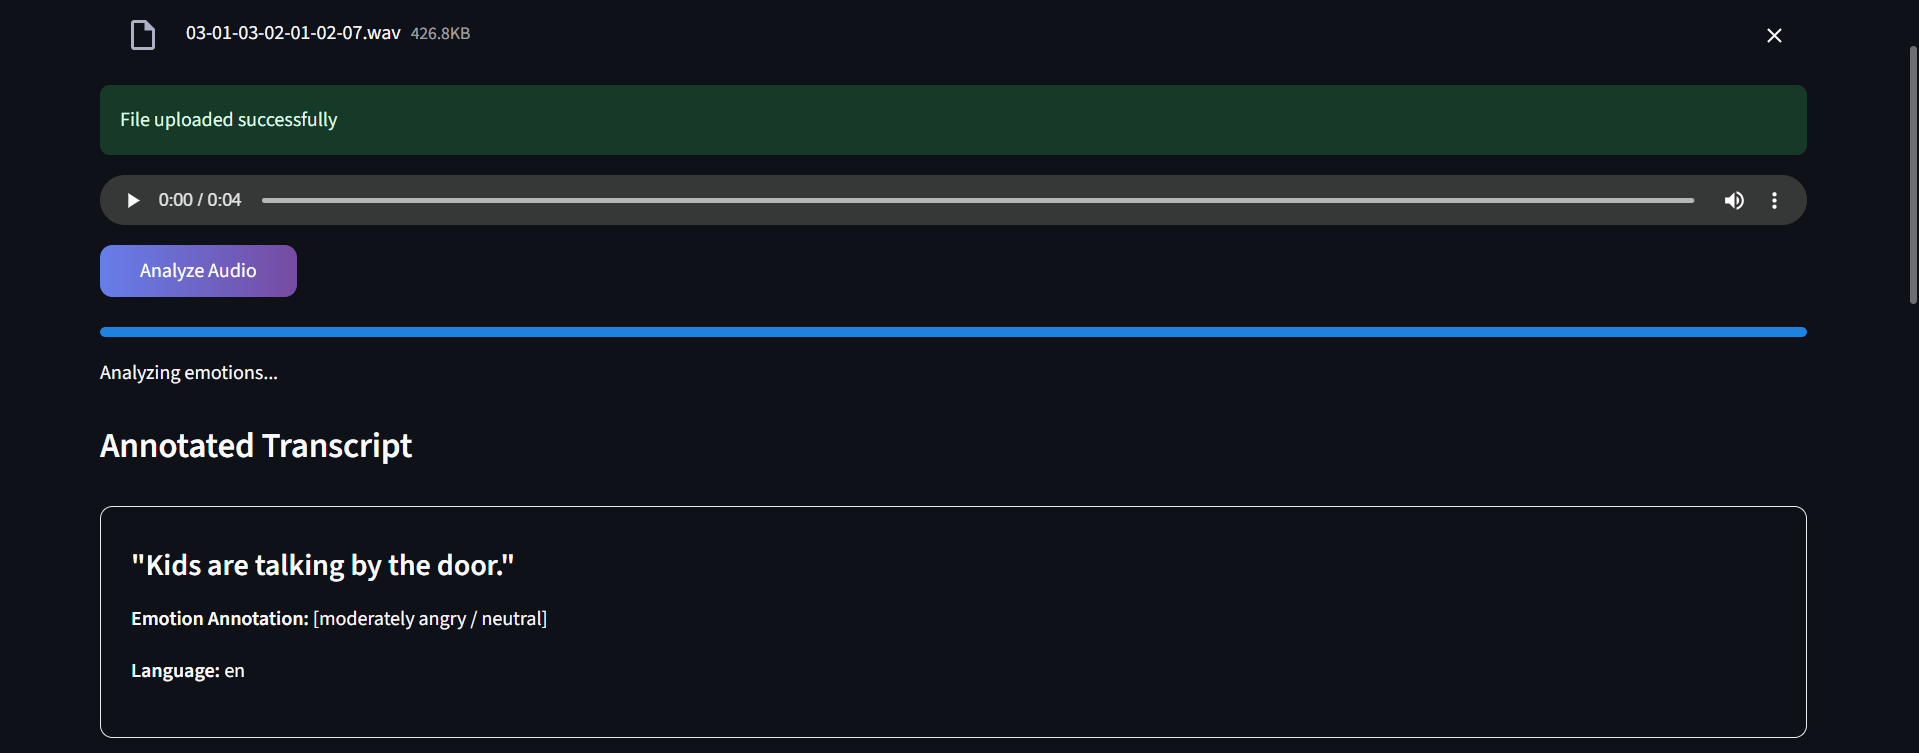 03-01-03-02-01-02-07.wav 426.8KB
File uploaded successfully
0:00 / 0:04
Analyze Audio
Analyzing emotions...
Annotated Transcript
"Kids are talking by the door."
Emotion Annotation: [moderately angry / neutral]
Language: en